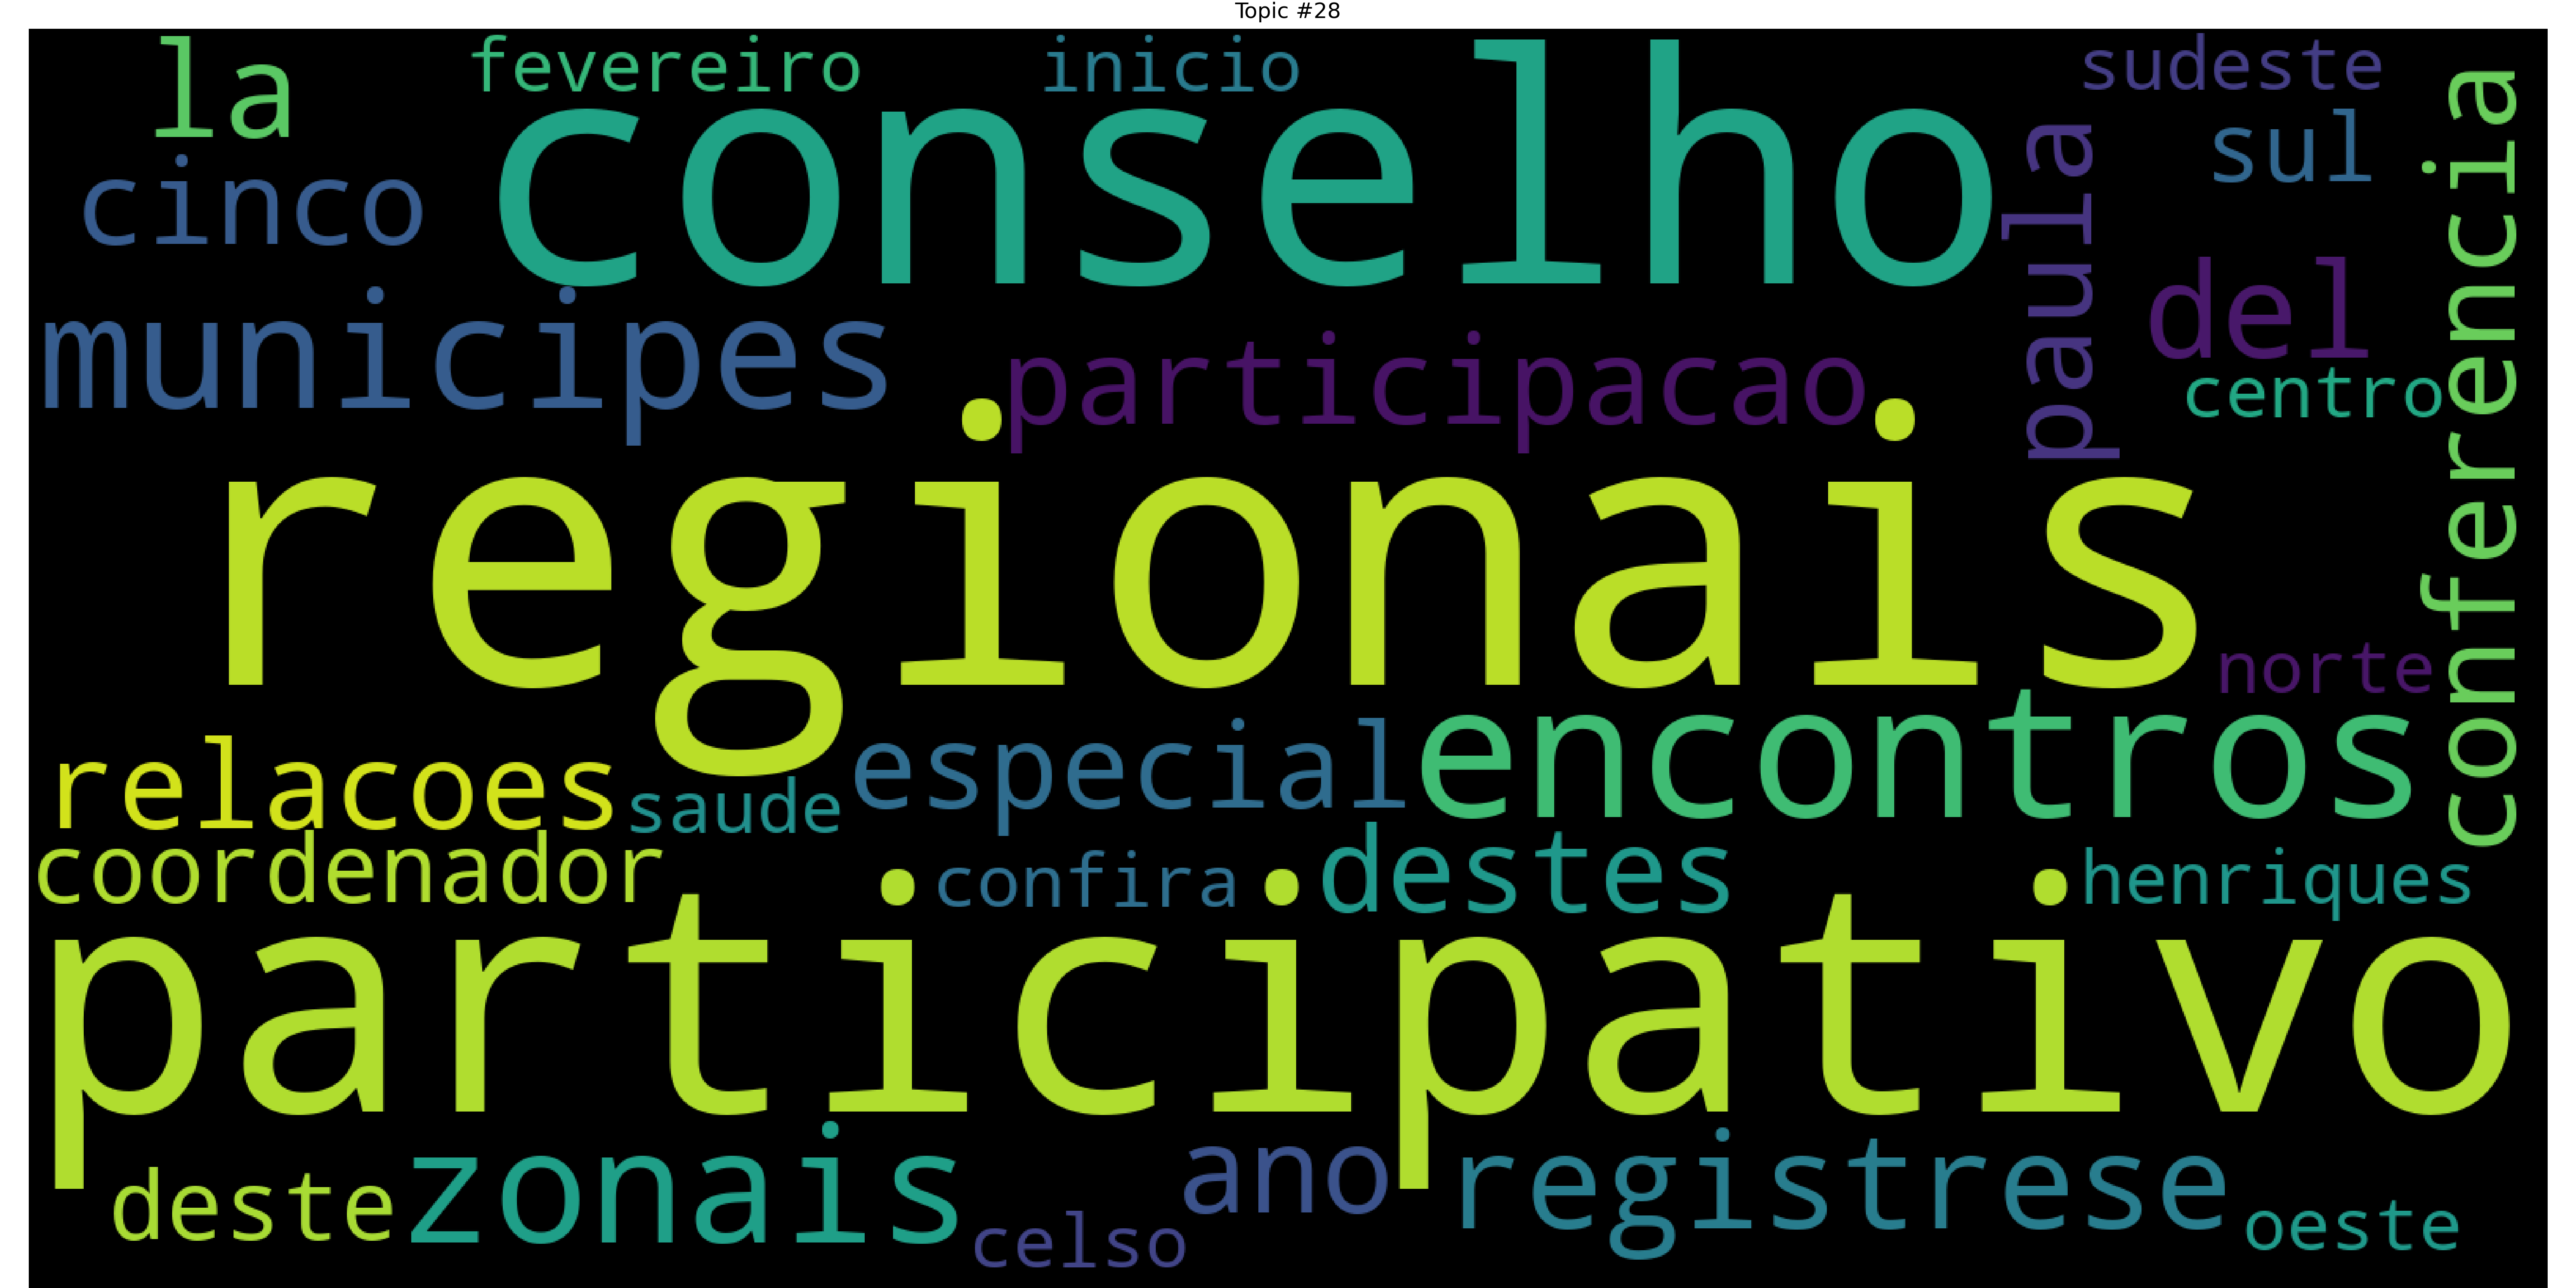 Topic #28
la
fevereiro
inicio
sudeste
cinco
conselho
paula
sul
conferencia
municipes
participacao
del
centro
regionais
norte
relacoes
saude
especial
encontros
coordenador
confira
destes
henriques
participativo
deste
zonais
celso
ano
registrese
oeste